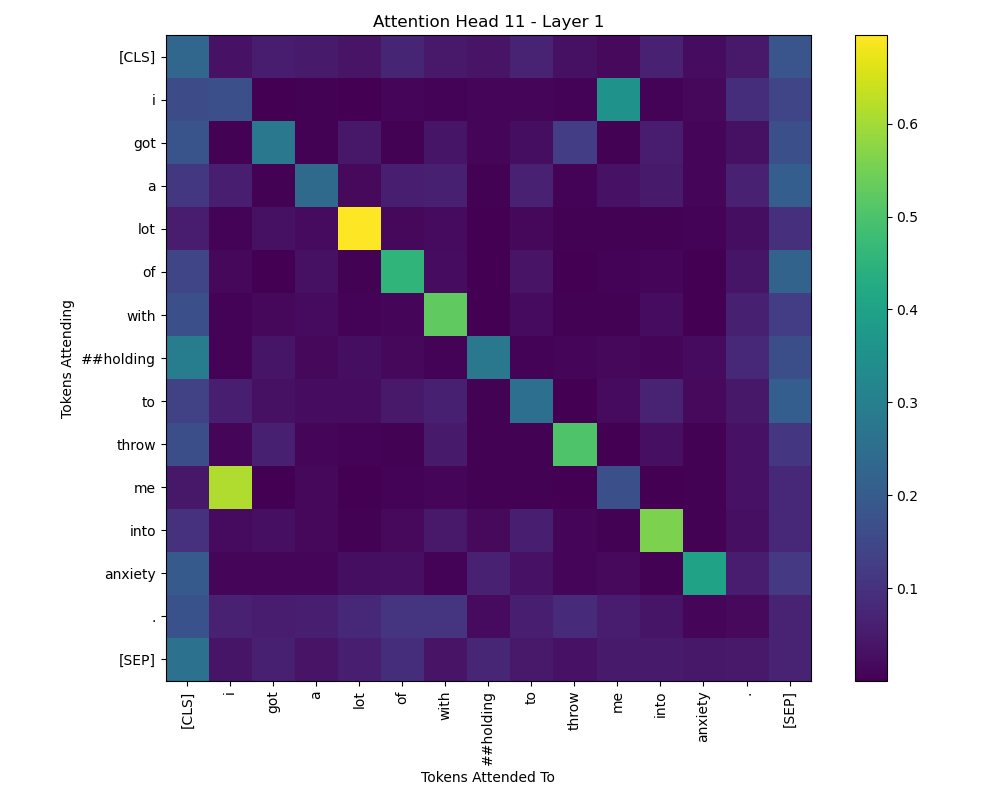 Attention Head 11 - Layer 1
Tokens Attending
[CLS]
i
got
a
lot
of
with
##holding
to
throw
me
into
anxiety
.
[SEP]
[CLS]
i
got
a
lot
of
with
##holding
to
throw
me
into
anxiety
.
[SEP]
Tokens Attended To
0.6
0.5
0.4
0.3
0.2
0.1